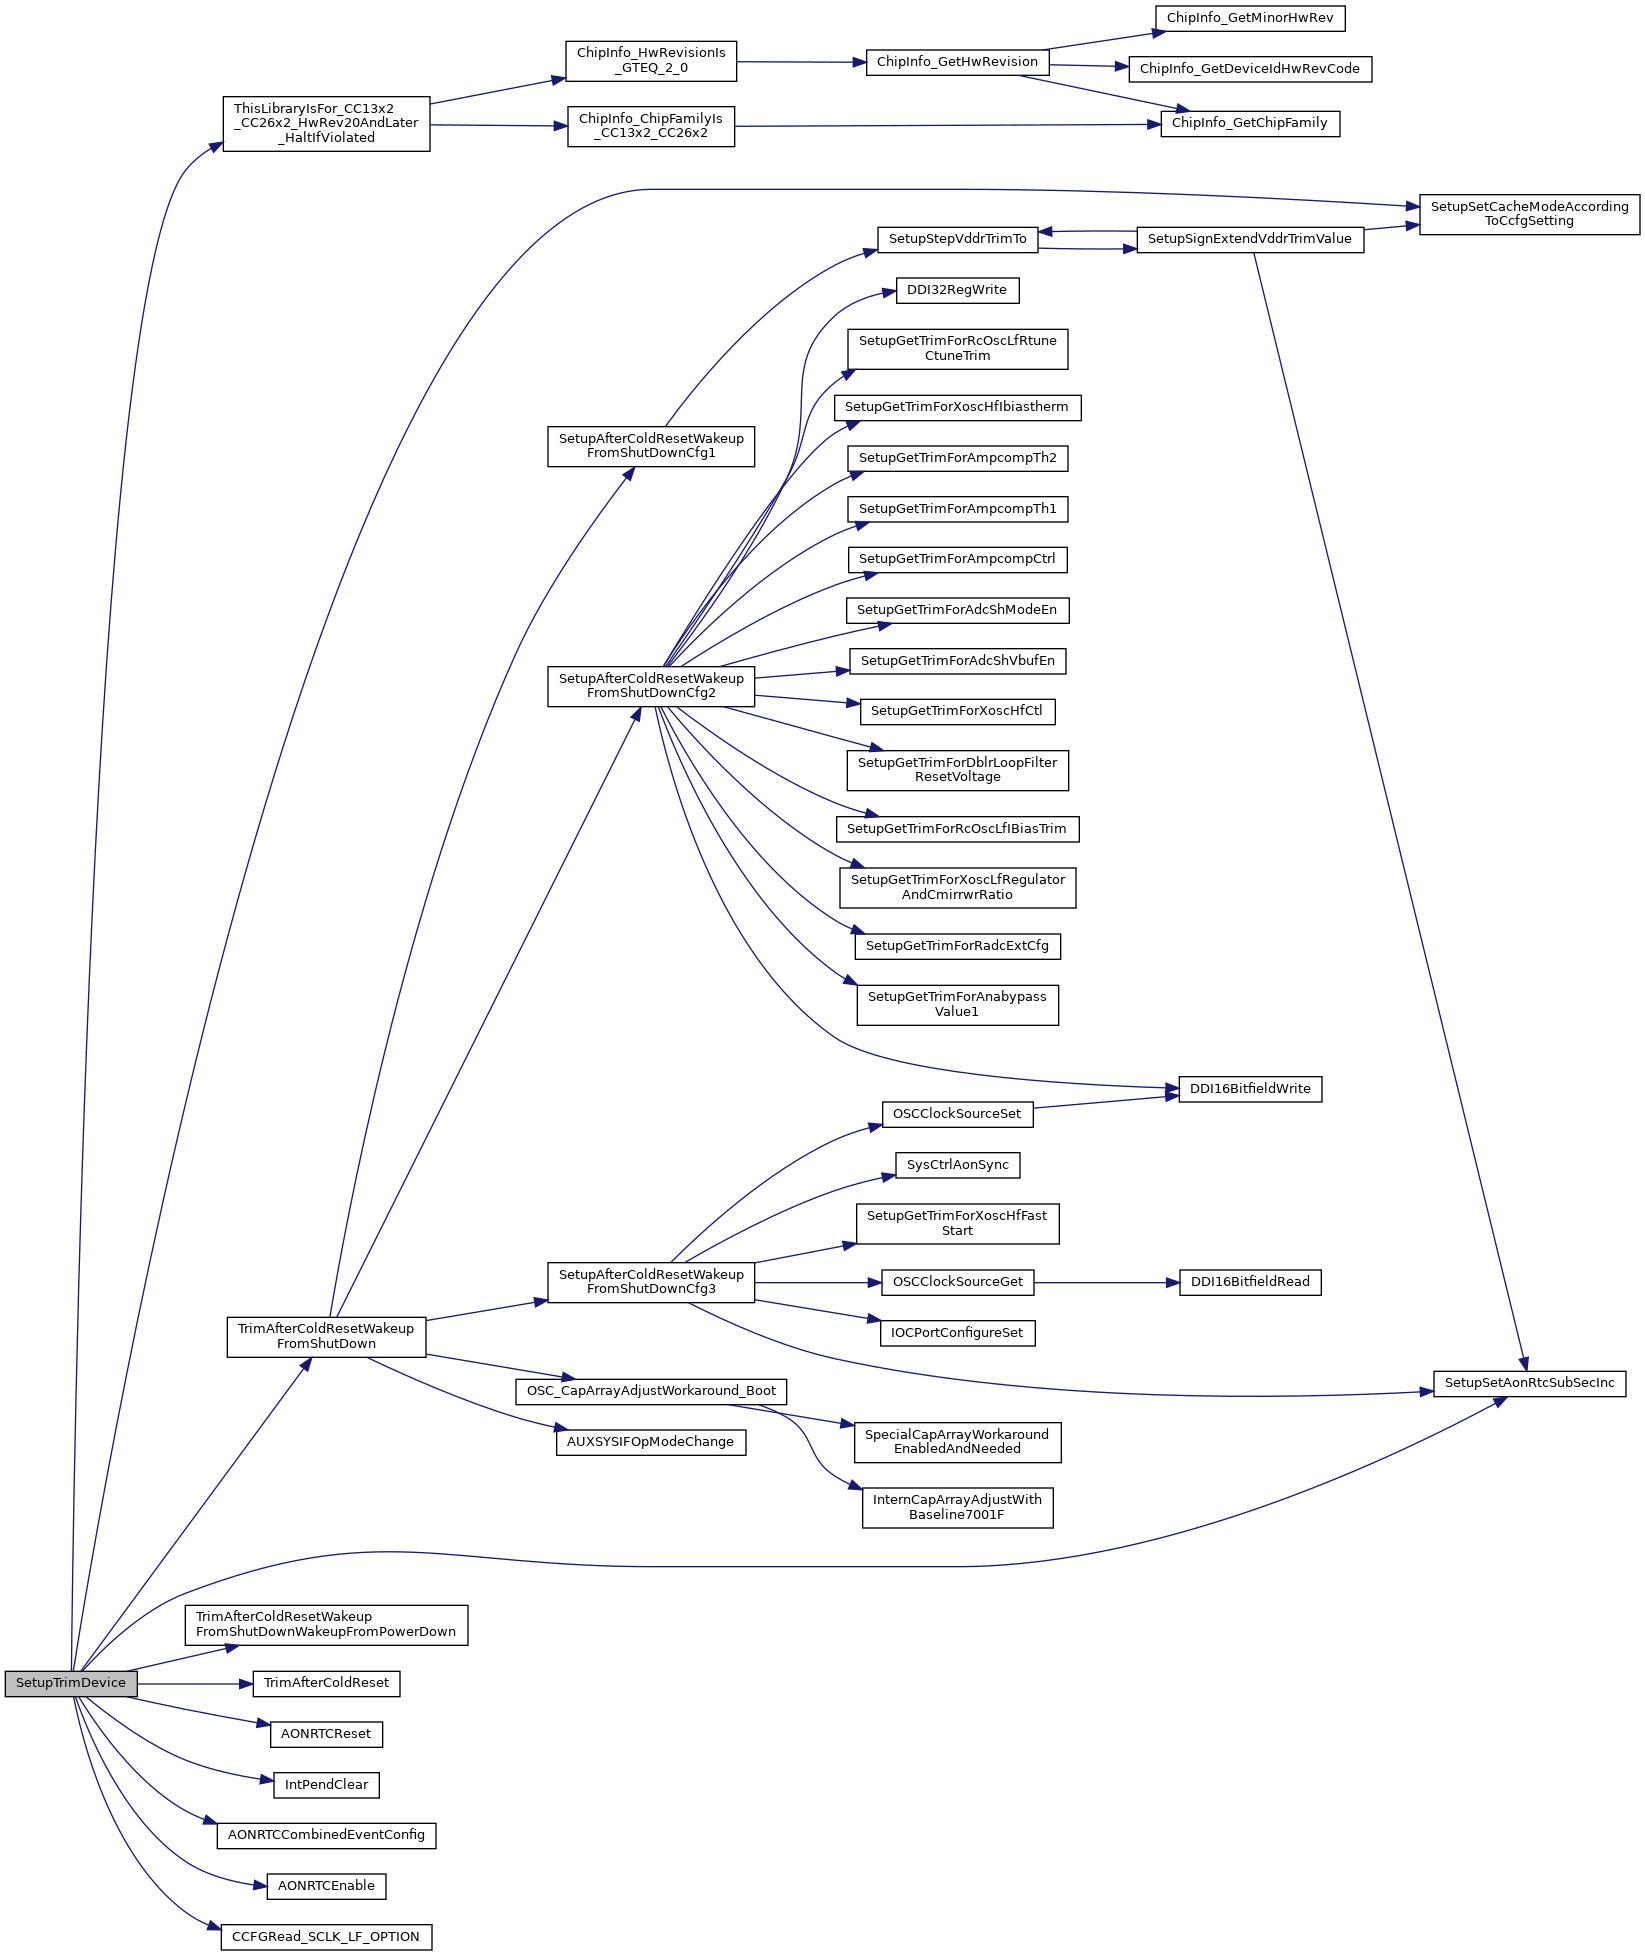 ChipInfo_GetMinorHwRev
ChipInfo_HwRevisionIs
_GTEQ_2_0
ChipInfo_GetHwRevision
ChipInfo_GetDeviceIdHwRevCode
ThisLibraryIsFor_CC13x2
_CC26x2_HwRev20AndLater
_HaltIfViolated
ChipInfo_ChipFamilyIs
_CC13x2_CC26x2
ChipInfo_GetChipFamily
SetupSetCacheModeAccording
ToCcfgSetting
SetupStepVddrTrimTo
SetupSignExtendVddrTrimValue
DDI32RegWrite
SetupGetTrimForRcOscLfRtune
CtuneTrim
SetupGetTrimForXoscHfIbiastherm
SetupAfterColdResetWakeup
FromShutDownCfg1
SetupGetTrimForAmpcompTh2
SetupGetTrimForAmpcompTh1
SetupGetTrimForAmpcompCtrl
SetupGetTrimForAdcShModeEn
SetupGetTrimForAdcShVbufEn
SetupAfterColdResetWakeup
FromShutDownCfg2
SetupGetTrimForXoscHfCtl
SetupGetTrimForDblrLoopFilter
ResetVoltage
SetupGetTrimForRcOscLfIBiasTrim
SetupGetTrimForXoscLfRegulator
AndCmirrwrRatio
SetupGetTrimForRadcExtCfg
SetupGetTrimForAnabypass
Value1
DDI16BitfieldWrite
OSCClockSourceSet
SysCtrlAonSync
SetupGetTrimForXoscHfFast
Start
SetupAfterColdResetWakeup
FromShutDownCfg3
OSCClockSourceGet
DDI16BitfieldRead
IOCPortConfigureSet
TrimAfterColdResetWakeup
FromShutDown
SetupSetAonRtcSubSecInc
OSC_CapArrayAdjustWorkaround_Boot
AUXSYSIFOpModeChange
SpecialCapArrayWorkaround
EnabledAndNeeded
InternCapArrayAdjustWith
Baseline7001F
TrimAfterColdResetWakeup
FromShutDownWakeupFromPowerDown
SetupTrimDevice
TrimAfterColdReset
AONRTCReset
IntPendClear
AONRTCCombinedEventConfig
AONRTCEnable
CCFGRead_SCLK_LF_OPTION